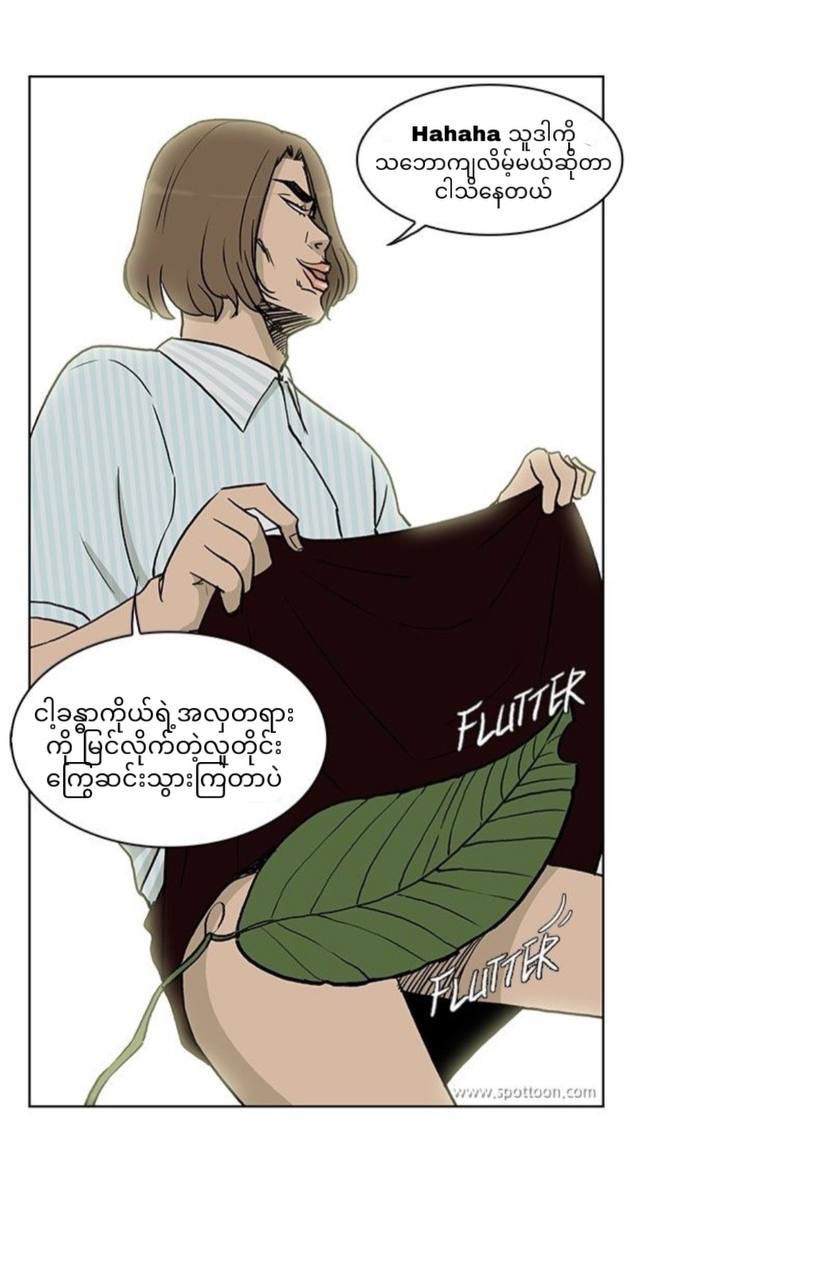 Hahaha သူဒါကို
သဘောကျလိမ့်မယ်ဆိုတာ
ငါသိနေတယ်
ငါ့ခန္ဓာကိုယ်ရဲ့အလှတရား
ကို မြင်လိုက်တဲ့လူတိုင်း
ကြွေဆင်းသွားကြတာပဲ
FLUTTER
FLUTTER
www.spottoon.com